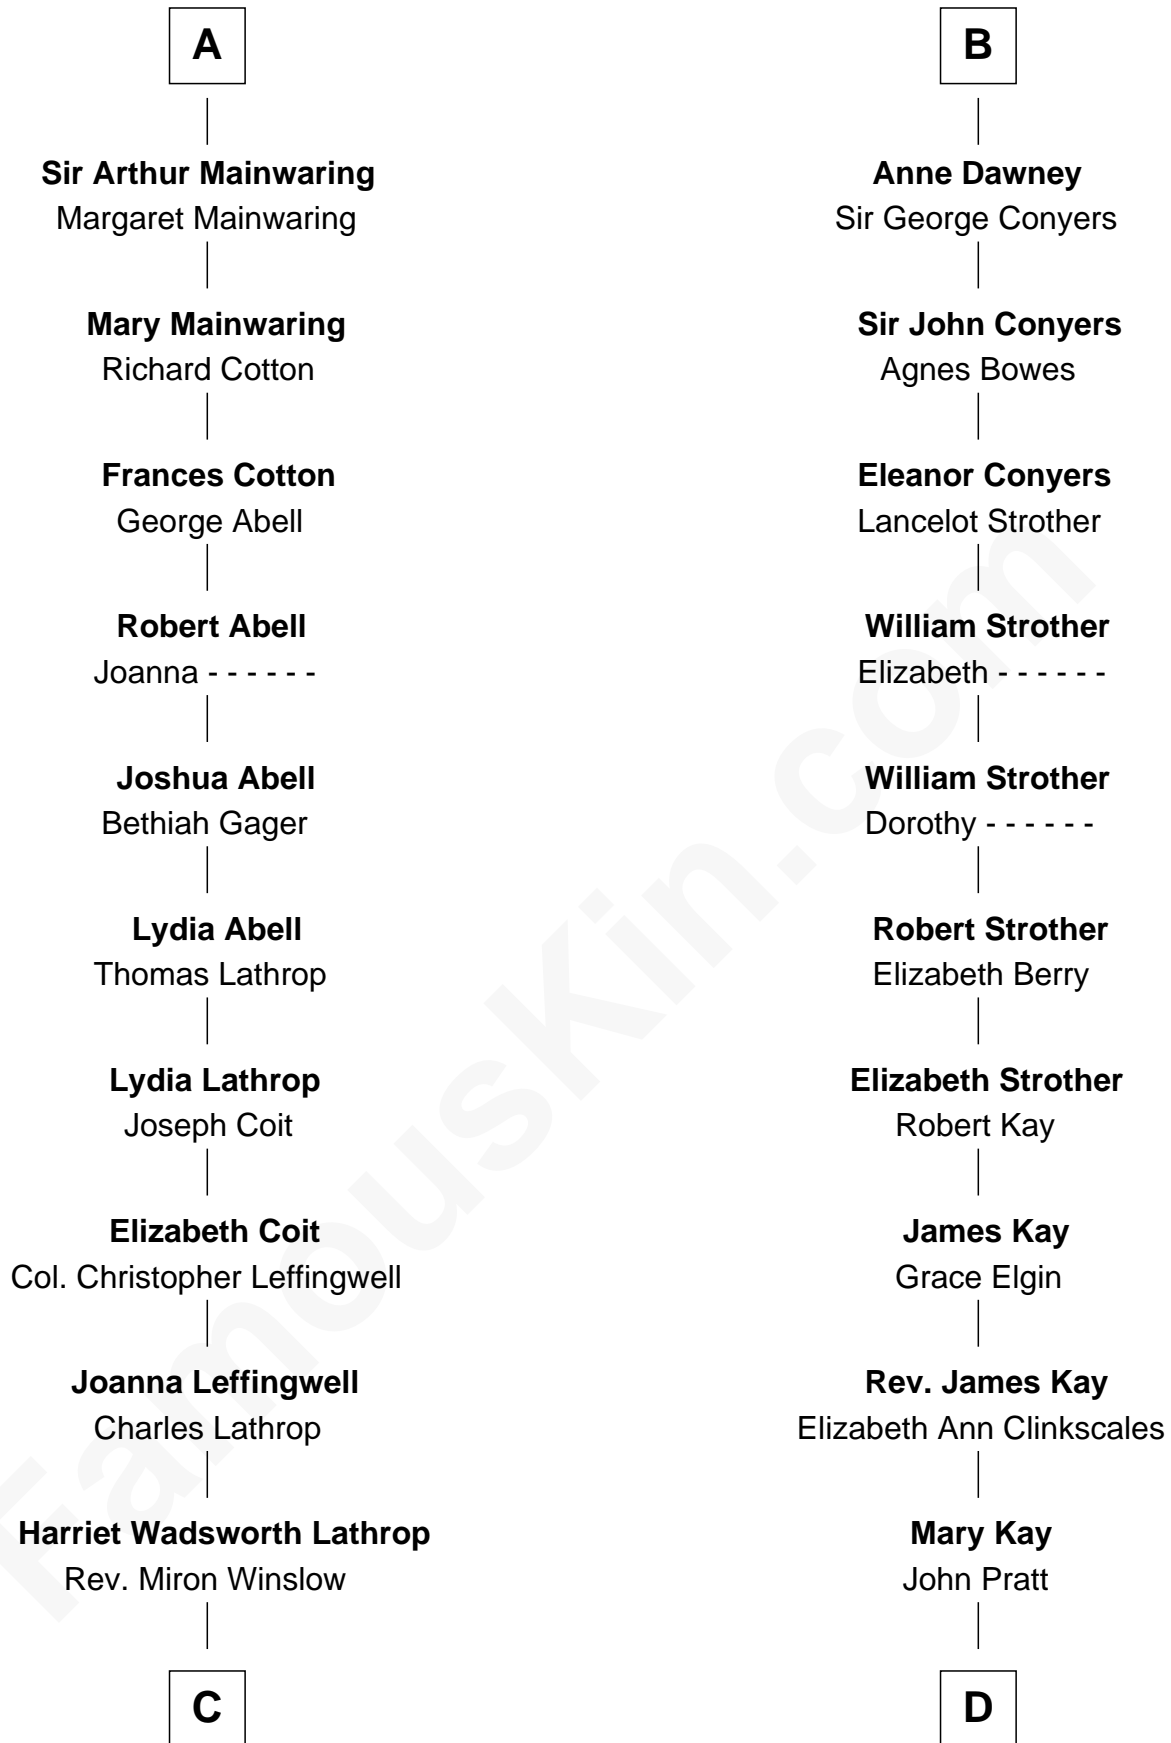 A
Sir Arthur Mainwaring
Margaret Mainwaring
Mary Mainwaring
Richard Cotton
Frances Cotton
George Abell
Robert Abell
Joanna - - - - - -
Joshua Abell
Bethiah Gager
Lydia Abell
Thomas Lathrop
Lydia Lathrop
Joseph Coit
Elizabeth Coit
Col. Christopher Leffingwell
Joanna Leffingwell
Charles Lathrop
Harriet Wadsworth Lathrop
Rev. Miron Winslow
C
B
Anne Dawney
Sir George Conyers
Sir John Conyers
Agnes Bowes
Eleanor Conyers
Lancelot Strother
William Strother
Elizabeth - - - - - -
William Strother
Dorothy - - - - - -
Robert Strother
Elizabeth Berry
Elizabeth Strother
Robert Kay
James Kay
Grace Elgin
Rev. James Kay
Elizabeth Ann Clinkscales
Mary Kay
John Pratt
D
FamousKin.com